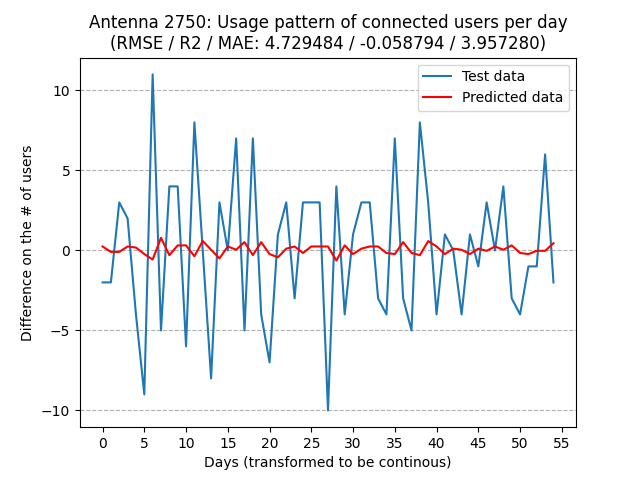 Antenna 2750: Usage pattern of connected users per day
(RMSE / R2 / MAE: 4.729484 / -0.058794 / 3.957280)
Test data
Predicted data
Difference on the # of users
10
5
0
−5
−10
0 5 10 15 20 25 30 35 40 45 50 55
Days (transformed to be continous)